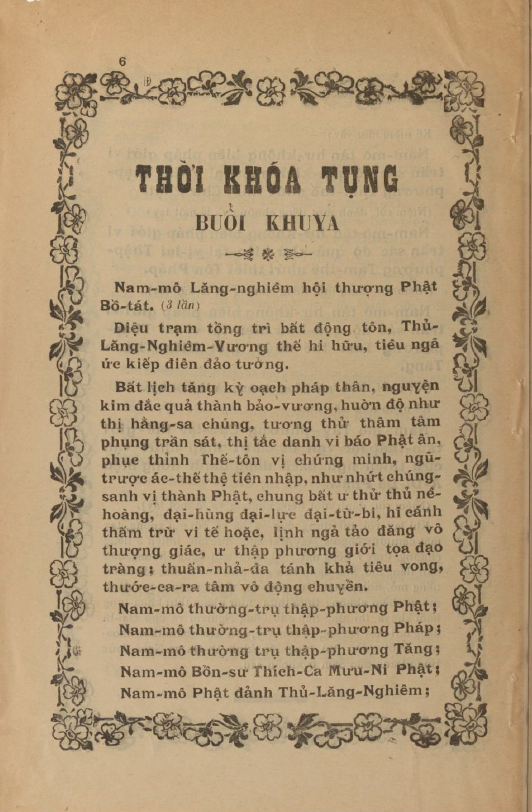 6
THỜI KHÓA TỤNG
BUỔI KHUYA
Nam-mô Lăng-nghiêm hội thượng Phật
Bồ-tát. (3 lần)
Diệu trạm tổng trì bất động tôn, Thủ-
Lăng-Nghiêm-Vương thế hi hữu, tiêu ngã
ức kiếp điên đảo tưởng.
Bất lịch tăng kỳ oạch pháp thân, nguyện
kim đắc quả thành bảo-vương, huờn độ như
thị hằng-sa chúng, tương thử thâm tâm
phụng trần sát, thị tắc danh vi báo Phật ân,
phục thỉnh Thế-tôn vị chứng minh, ngũ-
trược ác-thế thệ tiên nhập, như nhứt chúng-
sanh vị thành Phật, chung bất ư thử thủ nê-
hoàng, đại-hùng đại-lực đại-từ-bi, hi cánh
thẩm trừ vi tế hoặc, lịnh ngã tảo đăng vô
thượng giác, ư thập phương giới tọa đạo
tràng; thuấn-nhã-đa tánh khả tiêu vong,
thước-ca-ra tâm vô động chuyển.
Nam-mô thường-trụ thập-phương Phật;
Nam-mô thường-trụ thập-phương Pháp;
Nam-mô thường trụ thập-phương Tăng;
Nam-mô Bổn-sư Thích-Ca Mưu-Ni Phật;
Nam-mô Phật đảnh Thủ-Lăng-Nghiêm;